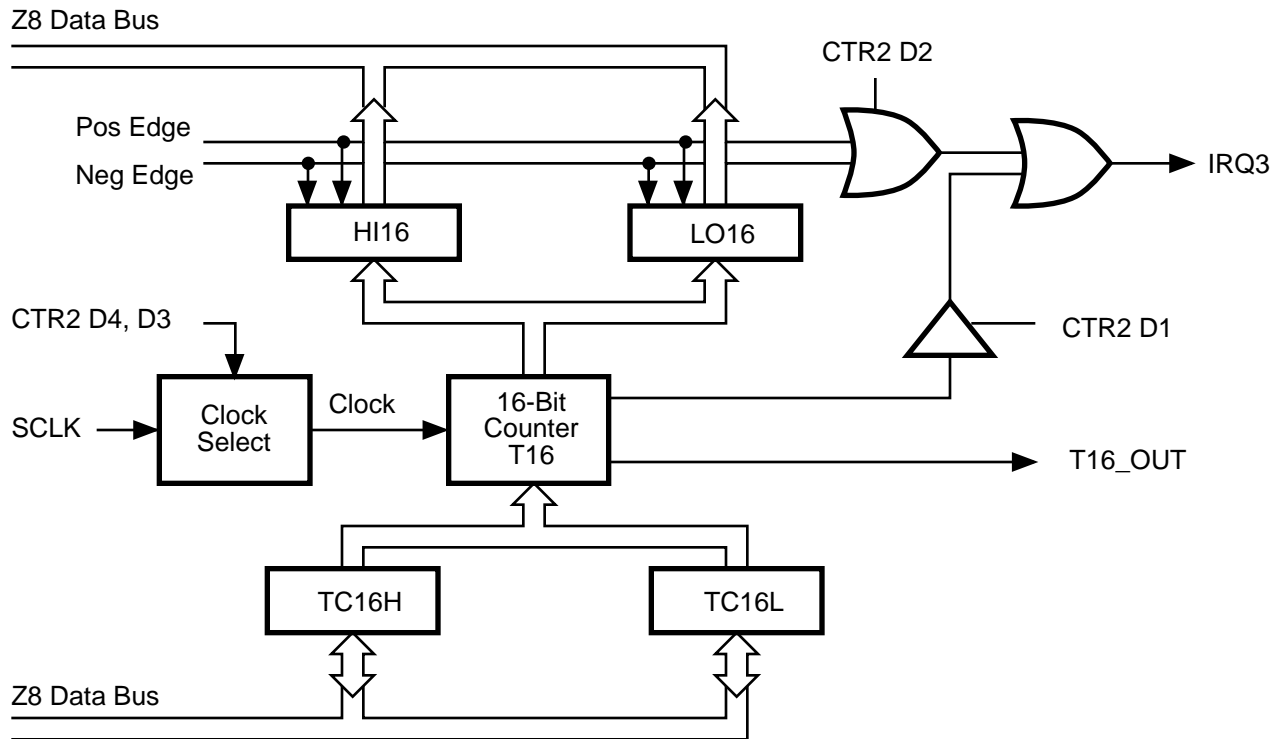 Z8 Data Bus
CTR2 D2
Pos Edge
Neg Edge
IRQ3
HI16
LO16
CTR2 D4, D3
CTR2 D1
SCLK
Clock
Select
Clock
16-Bit
Counter
T16
T16_OUT
TC16H
TC16L
Z8 Data Bus